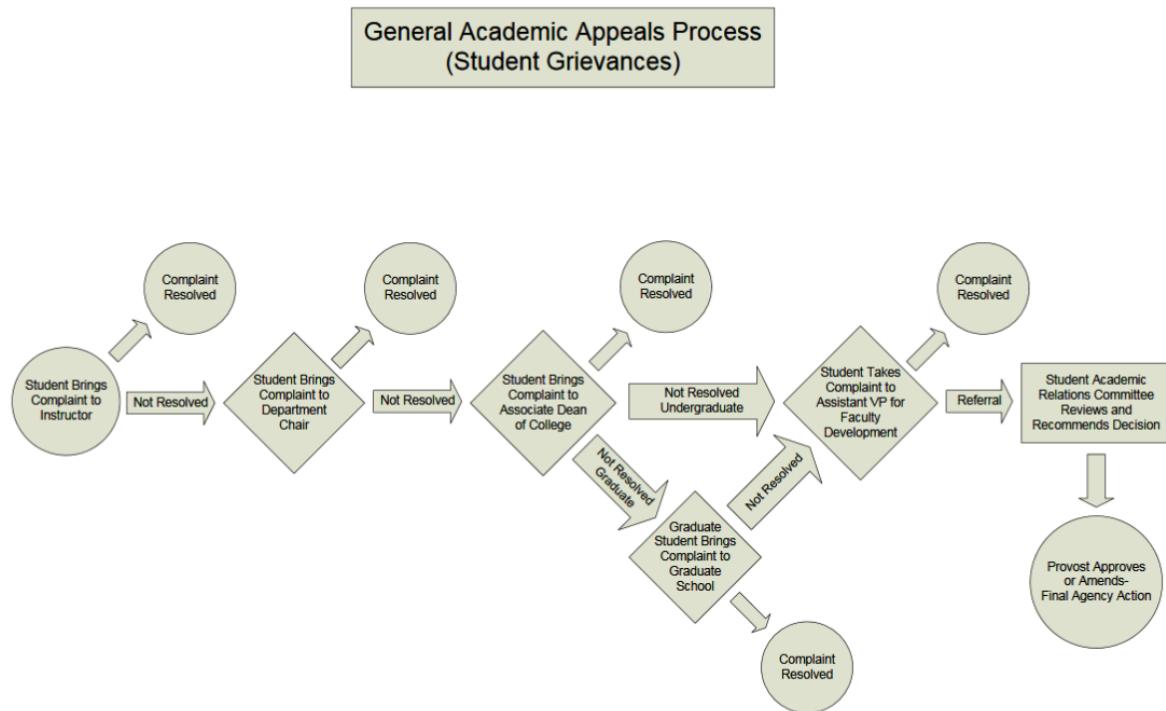 General Academic Appeals Process
(Student Grievances)
Complaint
Resolved
Complaint
Resolved
Complaint
Resolved
Complaint
Resolved
Student Brings
Complaint to
Instructor
Not Resolved
Student Brings
Complaint to
Department
Chair
Not Resolved
Student Brings
Complaint to
Associate Dean
of College
Not Resolved
Undergraduate
Student Takes
Complaint to
Assistant VP for
Faculty
Development
Referral
Student Academic
Relations Committee
Reviews and
Recommends Decision
Not Resolved
Graduate
Graduate
Student Brings
Complaint to
Graduate
School
Not Resolved
Provost Approves
or Amends-
Final Agency Action
Complaint
Resolved